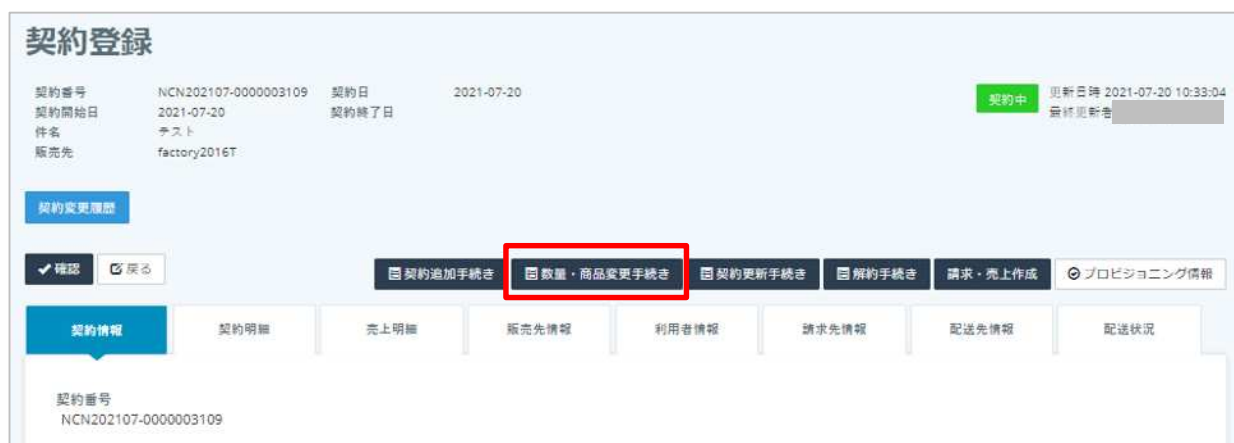 契約登録
契約番号 NCN202107-0000003109 契約日 2021-07-20
契約開始日 2021-07-20 契約終了日
件名 テスト
販売先 factory2016T
契約中 更新日時 2021-07-20 10:33:04
最終更新者
契約変更履歴
確認 戻る 契約追加手続き 数量・商品変更手続き 契約更新手続き 解約手続き 請求・売上作成 プロビジョニング情報
契約情報 契約明細 売上明細 販売先情報 利用者情報 請求先情報 配送先情報 配送状況
契約番号
NCN202107-0000003109